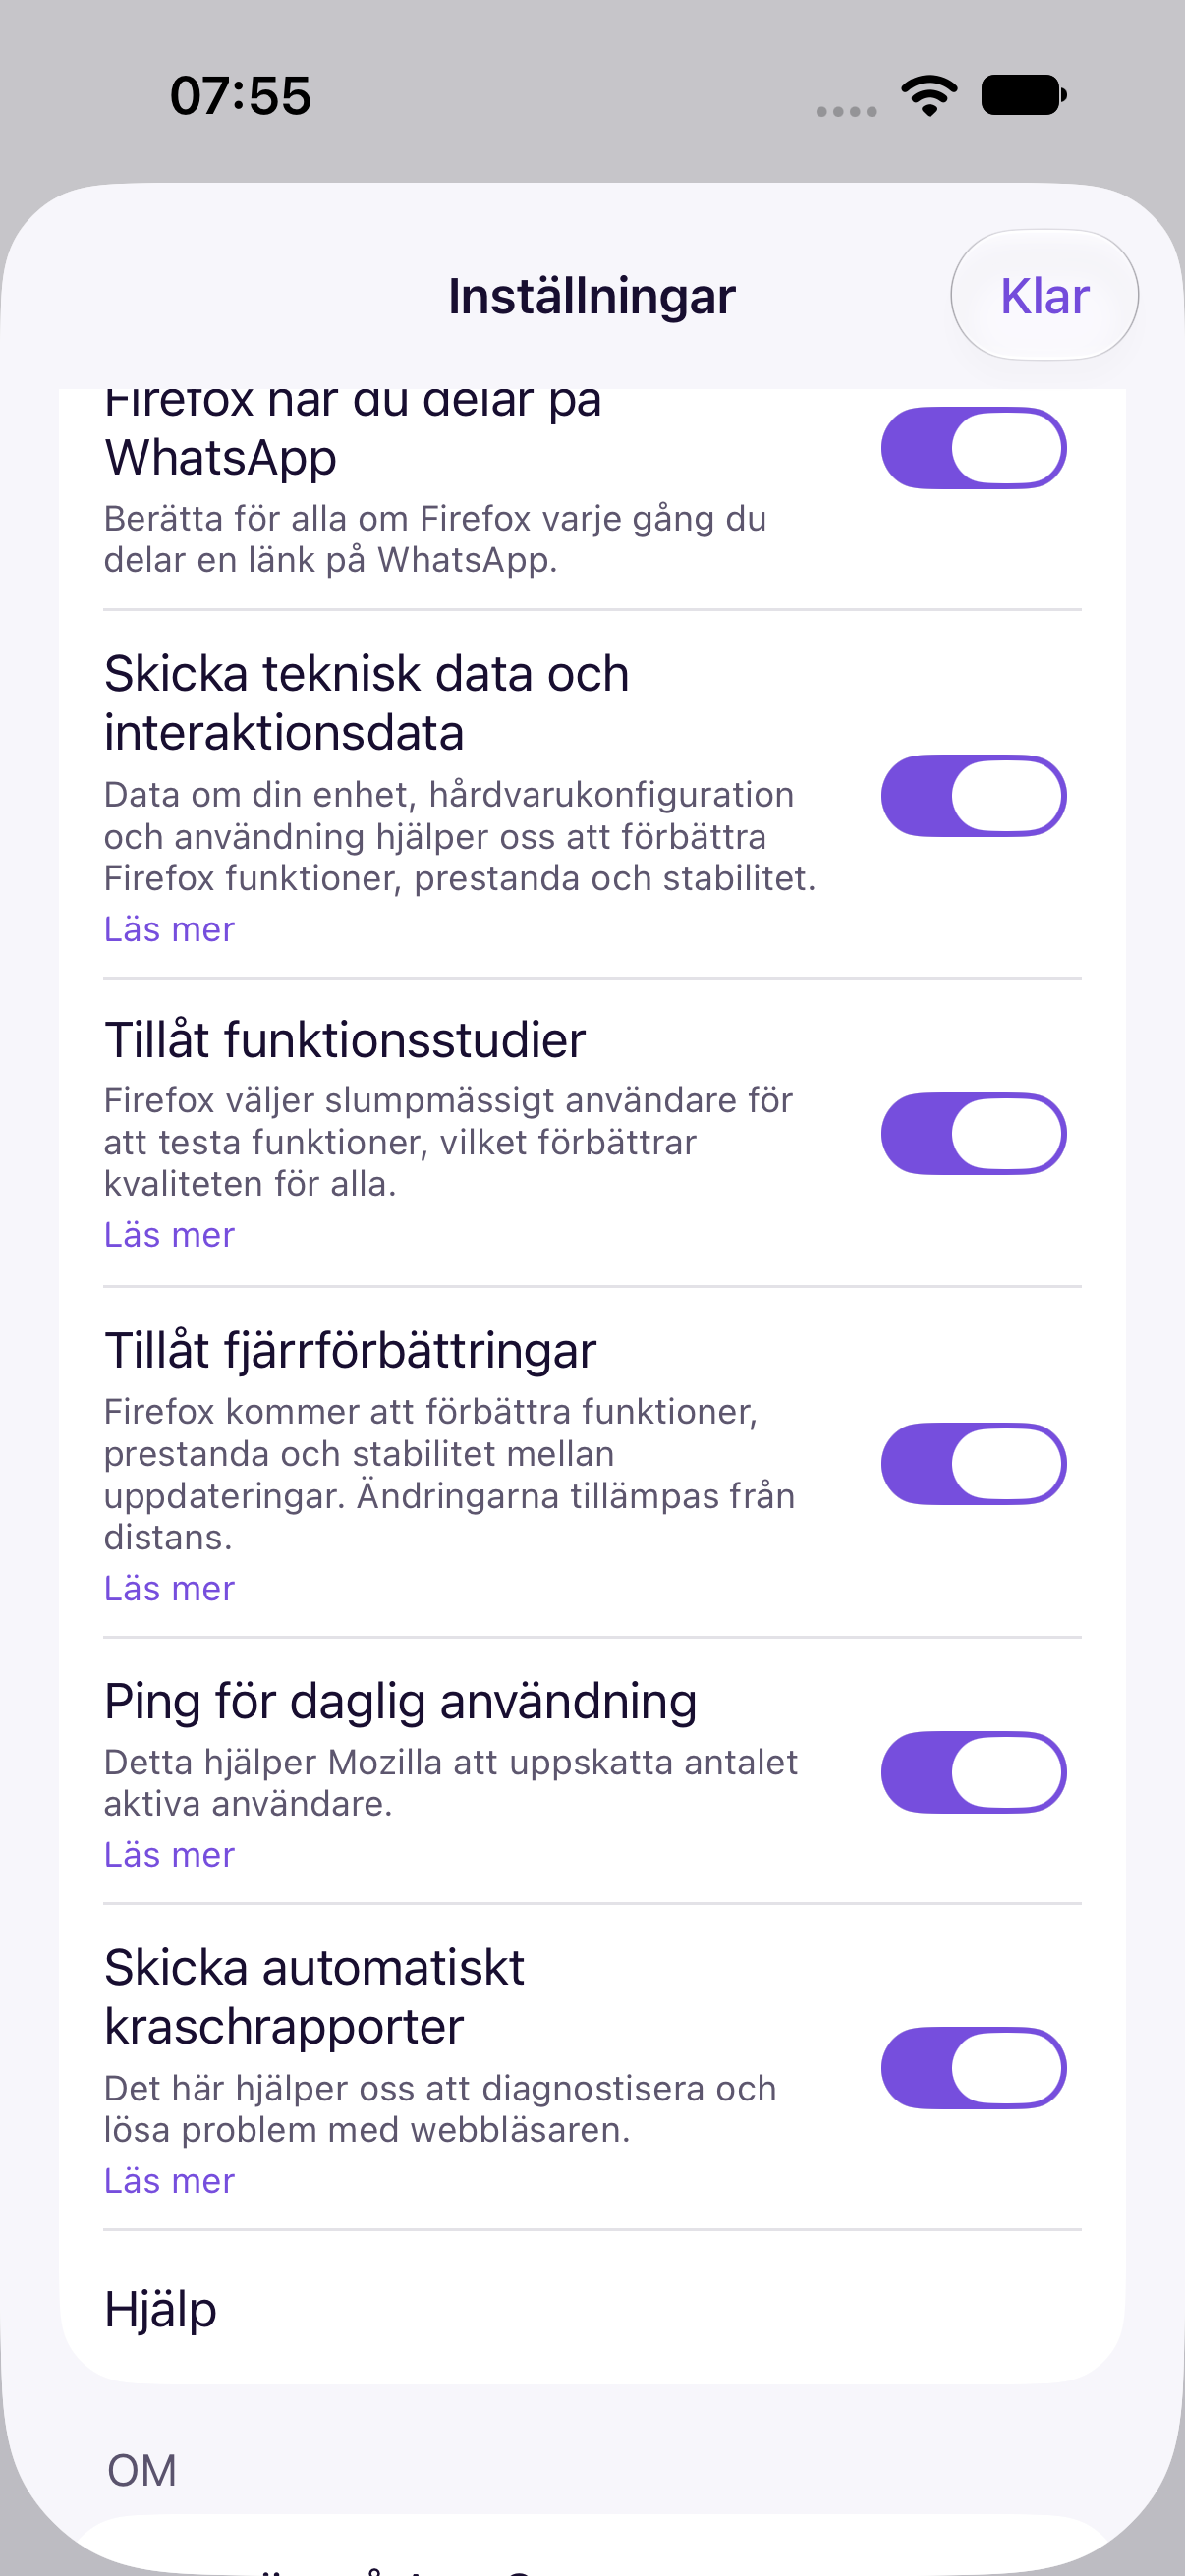 07:55
Inställningar
Klar
Firefox när du delar på
WhatsApp
Berätta för alla om Firefox varje gång du
delar en länk på WhatsApp.
Skicka teknisk data och
interaktionsdata
Data om din enhet, hårdvarukonfiguration
och användning hjälper oss att förbättra
Firefox funktioner, prestanda och stabilitet.
Läs mer
Tillåt funktionsstudier
Firefox väljer slumpmässigt användare för
att testa funktioner, vilket förbättrar
kvaliteten för alla.
Läs mer
Tillåt fjärrförbättringar
Firefox kommer att förbättra funktioner,
prestanda och stabilitet mellan
uppdateringar. Ändringarna tillämpas från
distans.
Läs mer
Ping för daglig användning
Detta hjälper Mozilla att uppskatta antalet
aktiva användare.
Läs mer
Skicka automatiskt
kraschrapporter
Det här hjälper oss att diagnostisera och
lösa problem med webbläsaren.
Läs mer
Hjälp
OM